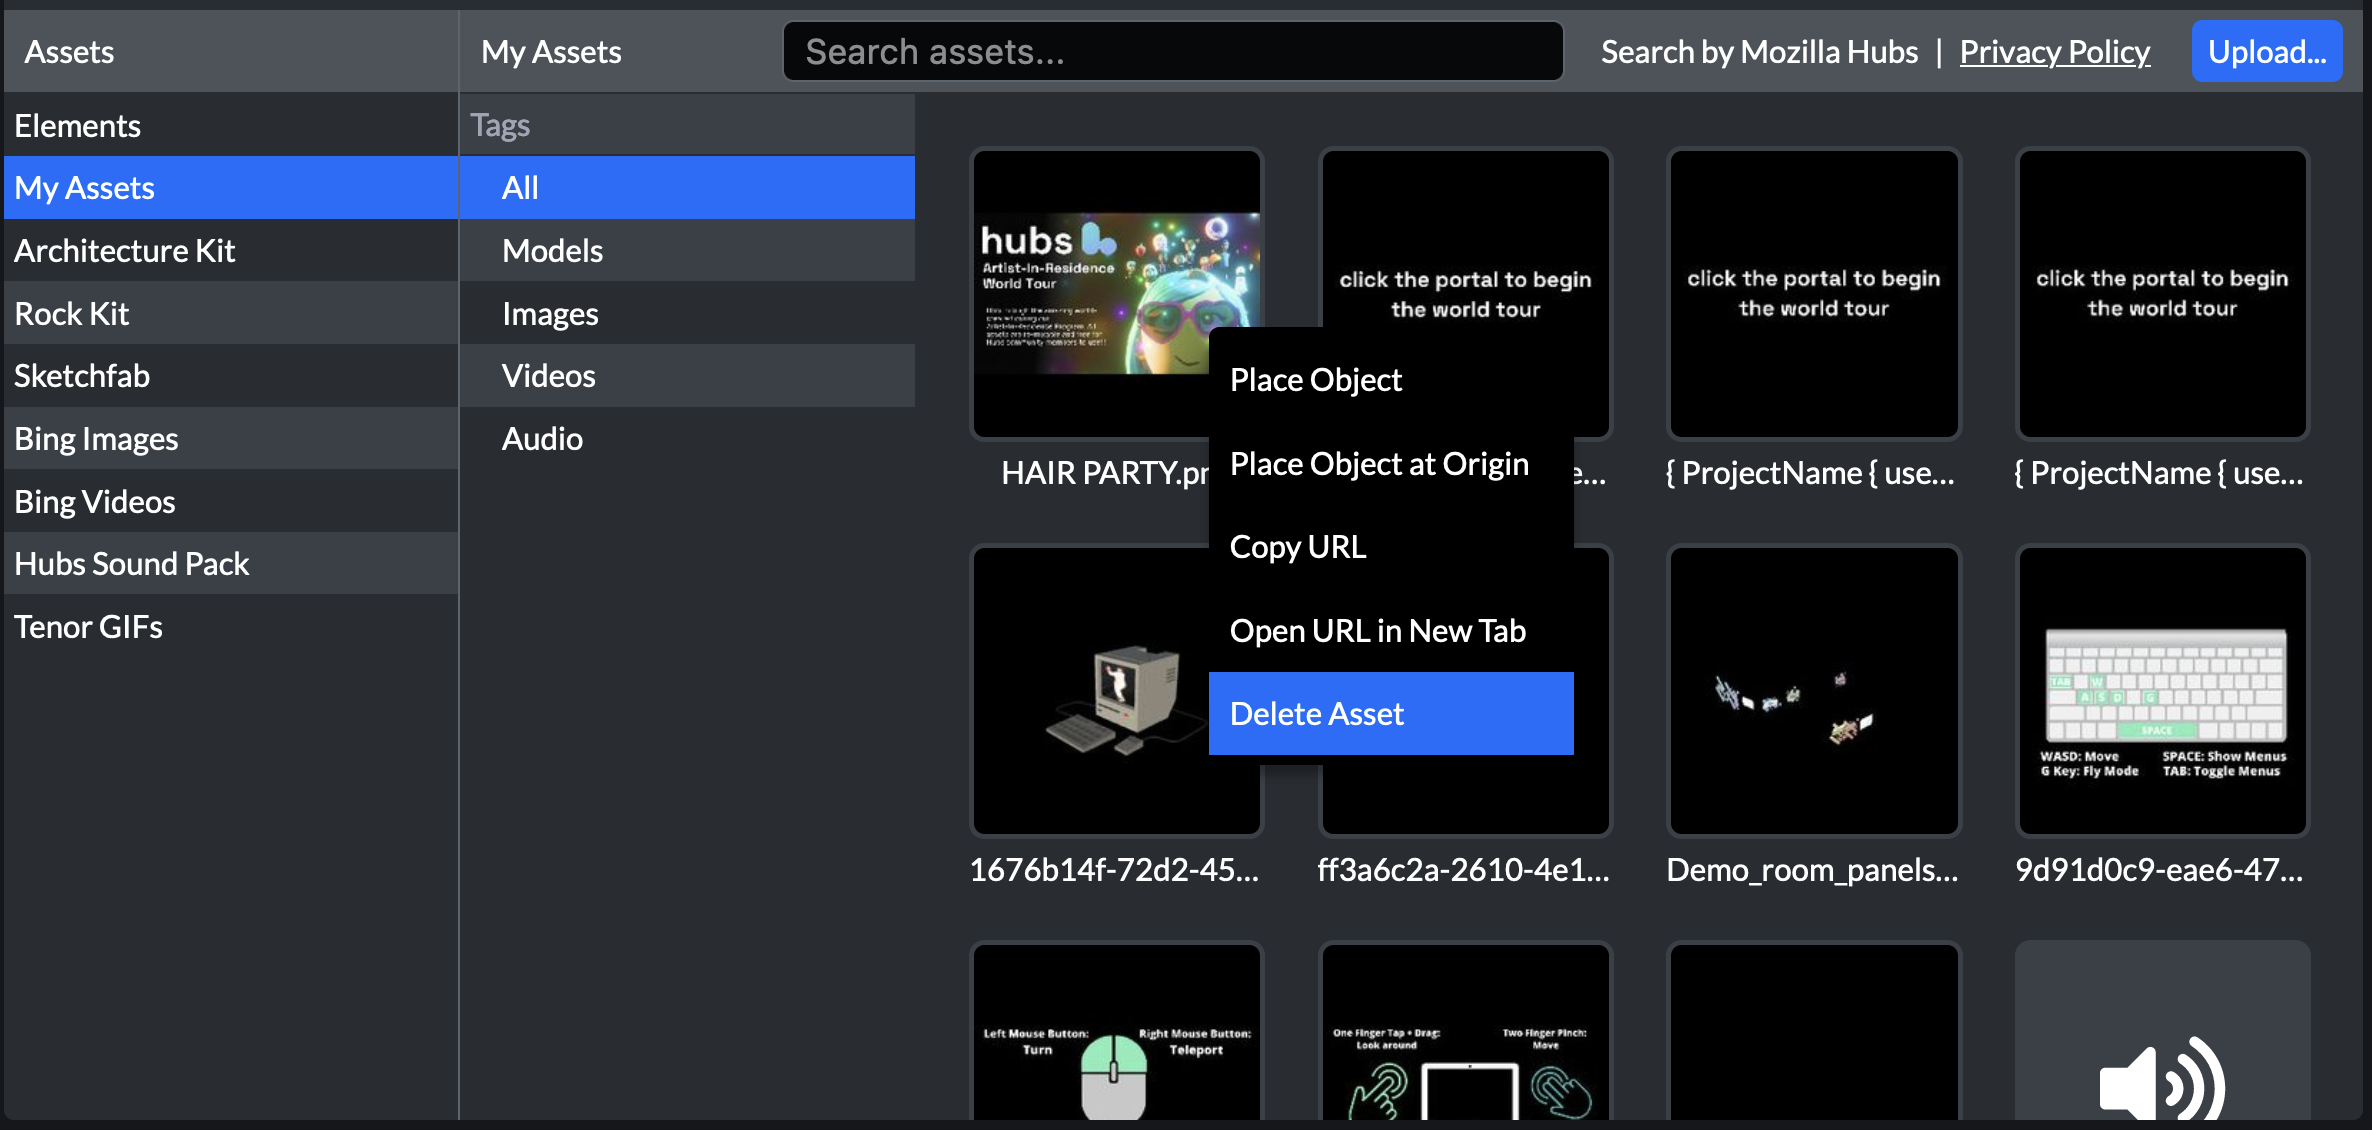 Assets
My Assets
Search assets...
Search by Mozilla Hubs | Privacy Policy
Upload...
Elements
My Assets
Architecture Kit
Rock Kit
Sketchfab
Bing Images
Bing Videos
Hubs Sound Pack
Tenor GIFs
Tags
All
Models
Images
Videos
Audio
hubs
Artist-In-Residence
World Tour
click the portal to begin
the world tour
click the portal to begin
the world tour
click the portal to begin
the world tour
HAIR PARTY.pn
e...
{ ProjectName { use...
{ ProjectName { use...
Place Object
Place Object at Origin
Copy URL
Open URL in New Tab
Delete Asset
TAB W
A S D G
SPACE
WASD: Move SPACE: Show Menus
G Key: Fly Mode TAB: Toggle Menus
1676b14f-72d2-45...
ff3a6c2a-2610-4e1...
Demo_room_panels...
9d91d0c9-eae6-47...
Left Mouse Button:
Turn
Right Mouse Button:
Teleport
One Finger Tap + Drag:
Look around
Two Finger Pinch:
Move